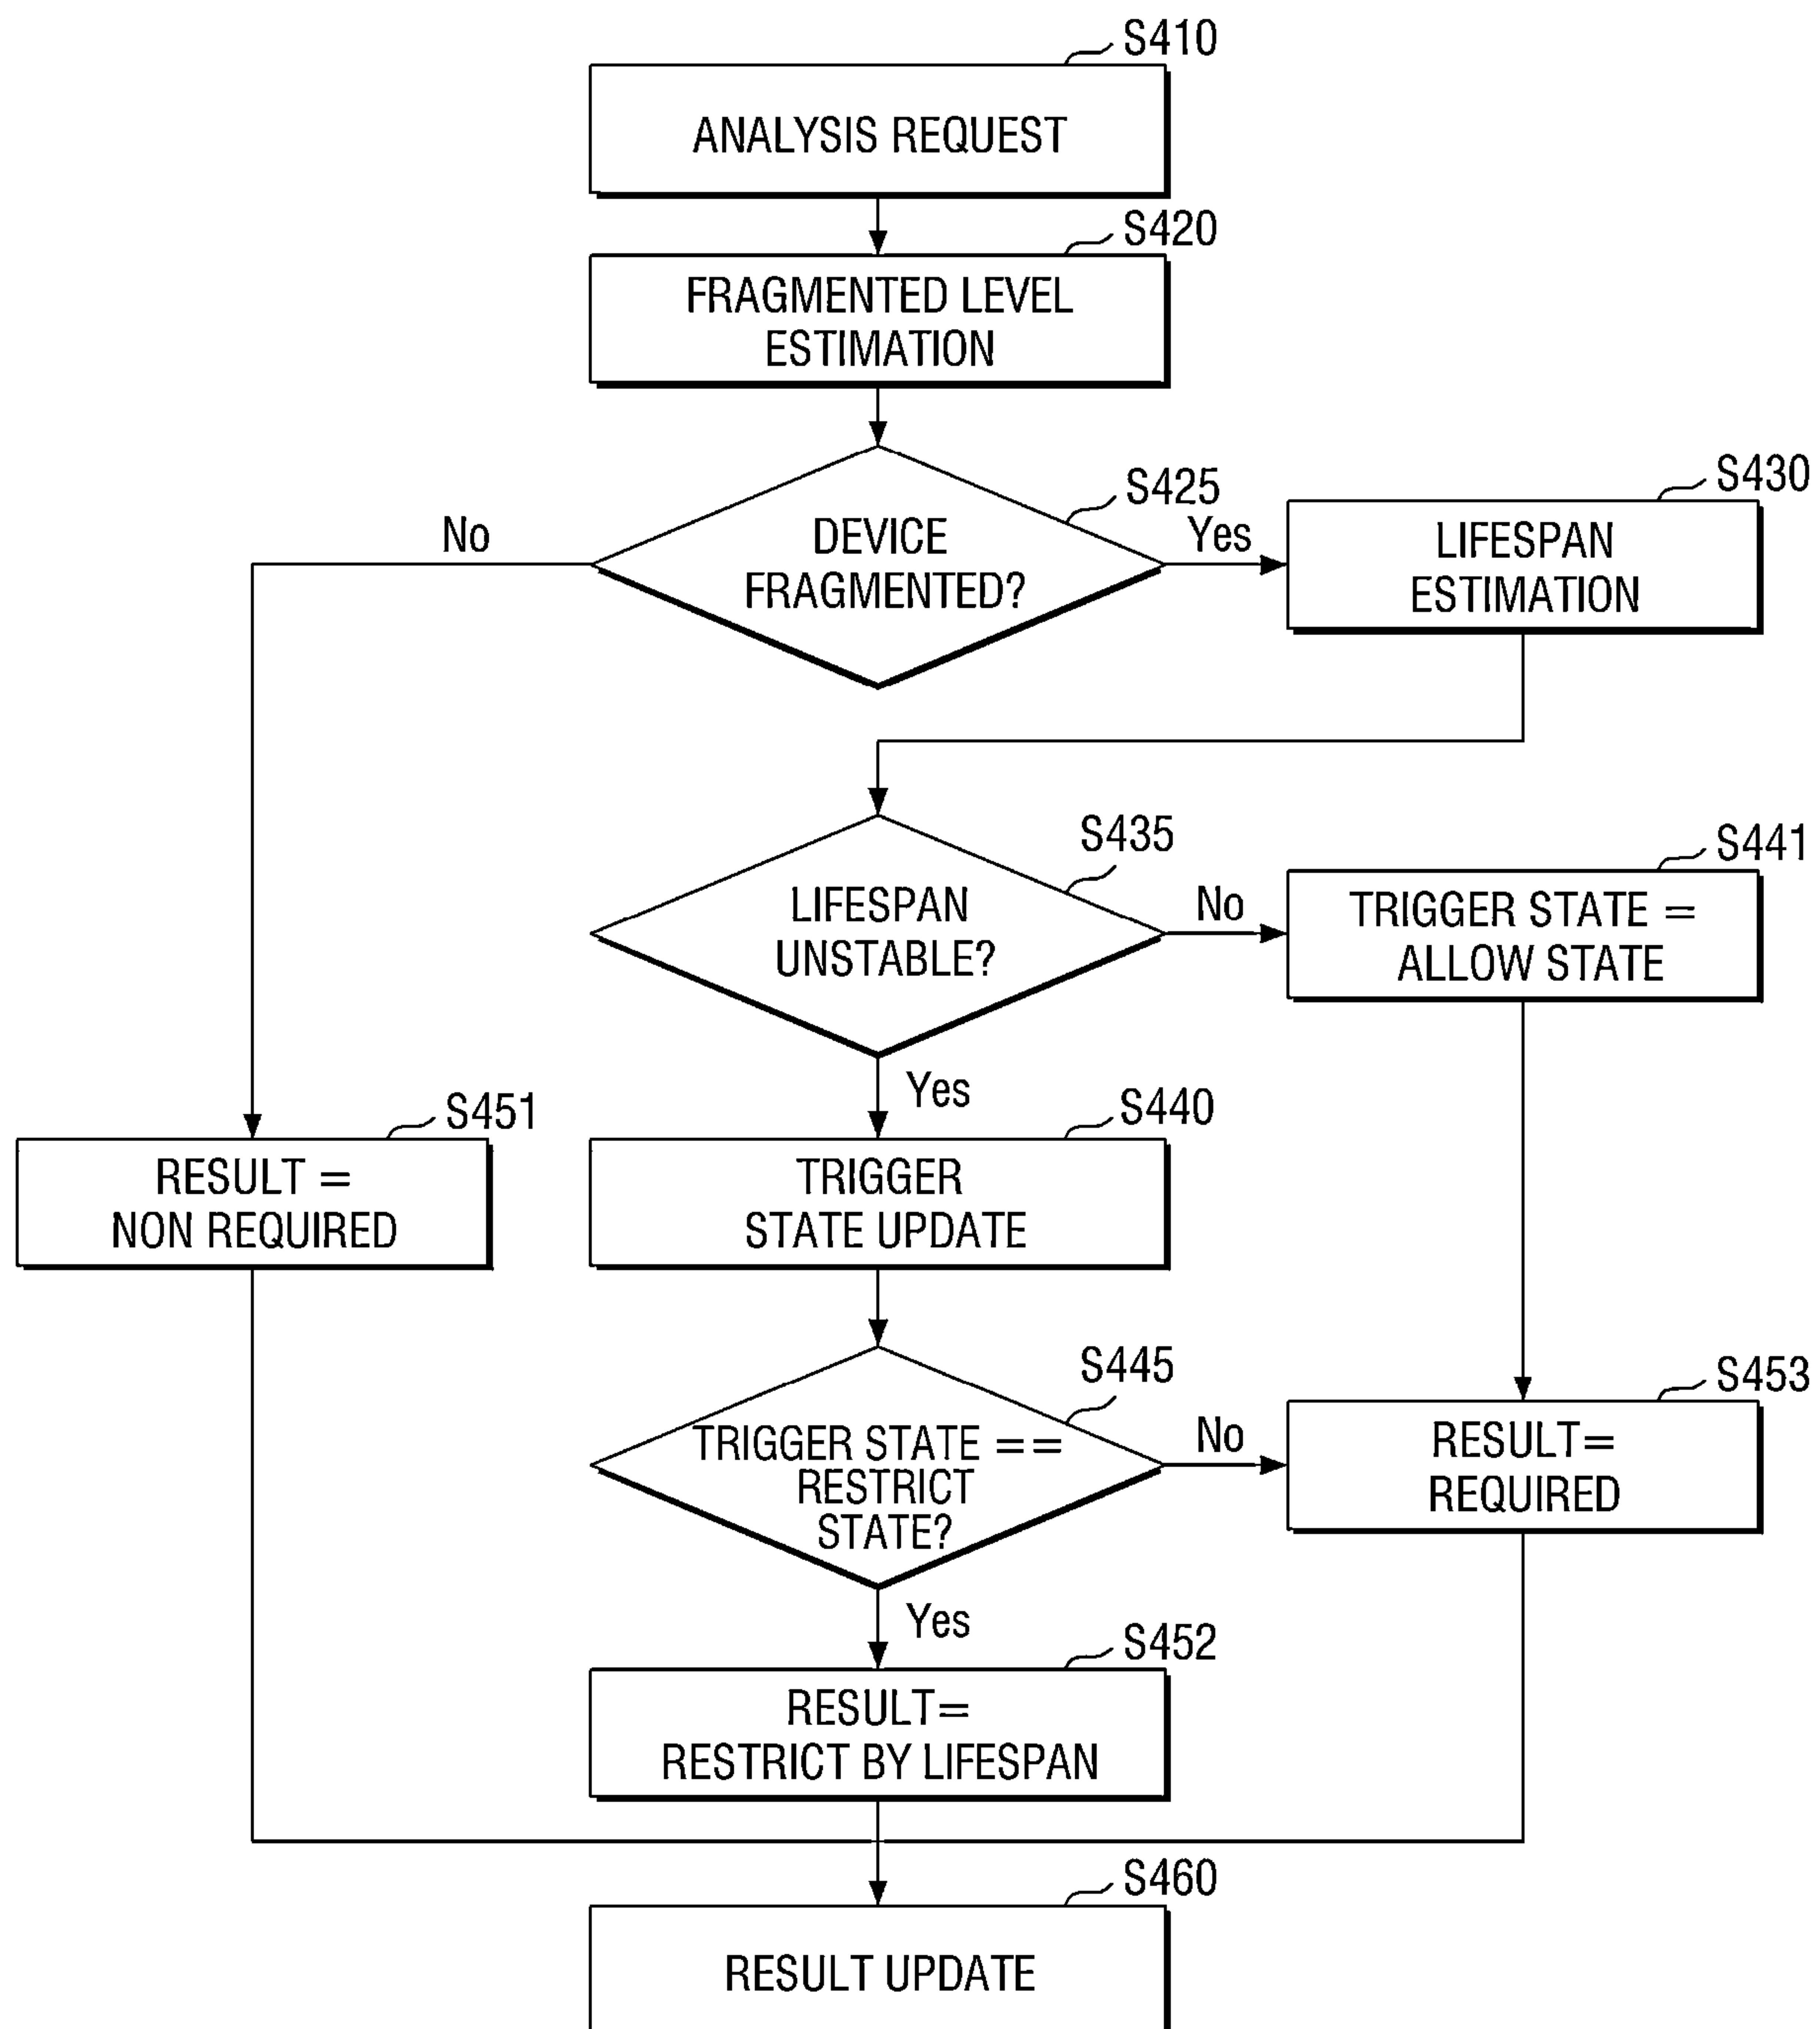 S410
ANALYSIS REQUEST
S420
FRAGMENTED LEVEL
ESTIMATION
S425
DEVICE
FRAGMENTED?
No
Yes
S430
LIFESPAN
ESTIMATION
S435
LIFESPAN
UNSTABLE?
No
Yes
S441
TRIGGER STATE =
ALLOW STATE
S451
RESULT =
NON REQUIRED
S440
TRIGGER
STATE UPDATE
S445
TRIGGER STATE ==
RESTRICT
STATE?
No
Yes
S453
RESULT=
REQUIRED
S452
RESULT=
RESTRICT BY LIFESPAN
S460
RESULT UPDATE